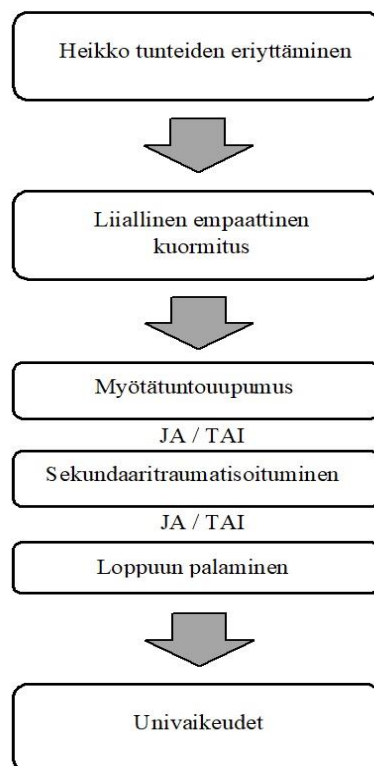 Heikko tunteiden eriyttäminen
Liiallinen empaattinen
kuormitus
Myötätuntouupumus
JA / TAI
Sekundaaritraumatisoituminen
JA / TAI
Loppuun palaminen
Univaikeudet